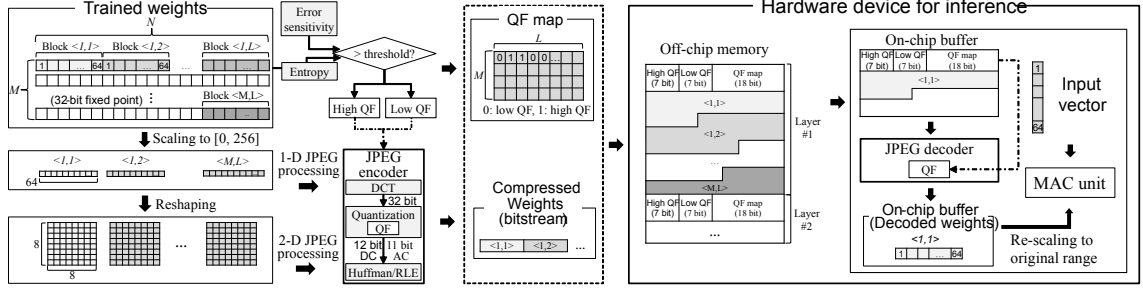 Trained weights
N
Block <1,1>
Block <1,2>
Block <1,L>
1 ... 64 1 ... 64 ...
M
(32-bit fixed point)
Block <M,L>
Scaling to [0, 256]
<1,1>
<1,2>
<M,L>
64
...
Reshaping
8
8
...
Error
sensitivity
Entropy
> threshold?
High QF
Low QF
1-D JPEG
processing
2-D JPEG
processing
JPEG
encoder
DCT
32 bit
Quantization
QF
12 bit
DC
11 bit
AC
Huffman/RLE
QF map
L
M
0 1 1 0 0 ...
0: low QF, 1: high QF
Compressed
Weights
(bitstream)
<1,1> <1,2> ...
Hardware device for inference
Off-chip memory
High QF
(7 bit)
Low QF
(7 bit)
QF map
(18 bit)
<1,1>
<1,2>
...
<M,L>
High QF
(7 bit)
Low QF
(7 bit)
QF map
(18 bit)
...
Layer
#1
Layer
#2
On-chip buffer
High QF
(7 bit)
Low QF
(7 bit)
QF map
(18 bit)
<1,1>
JPEG decoder
QF
On-chip buffer
(Decoded weights)
<1,1>
1 ... 64
1
64
Input
vector
MAC unit
Re-scaling to
original range